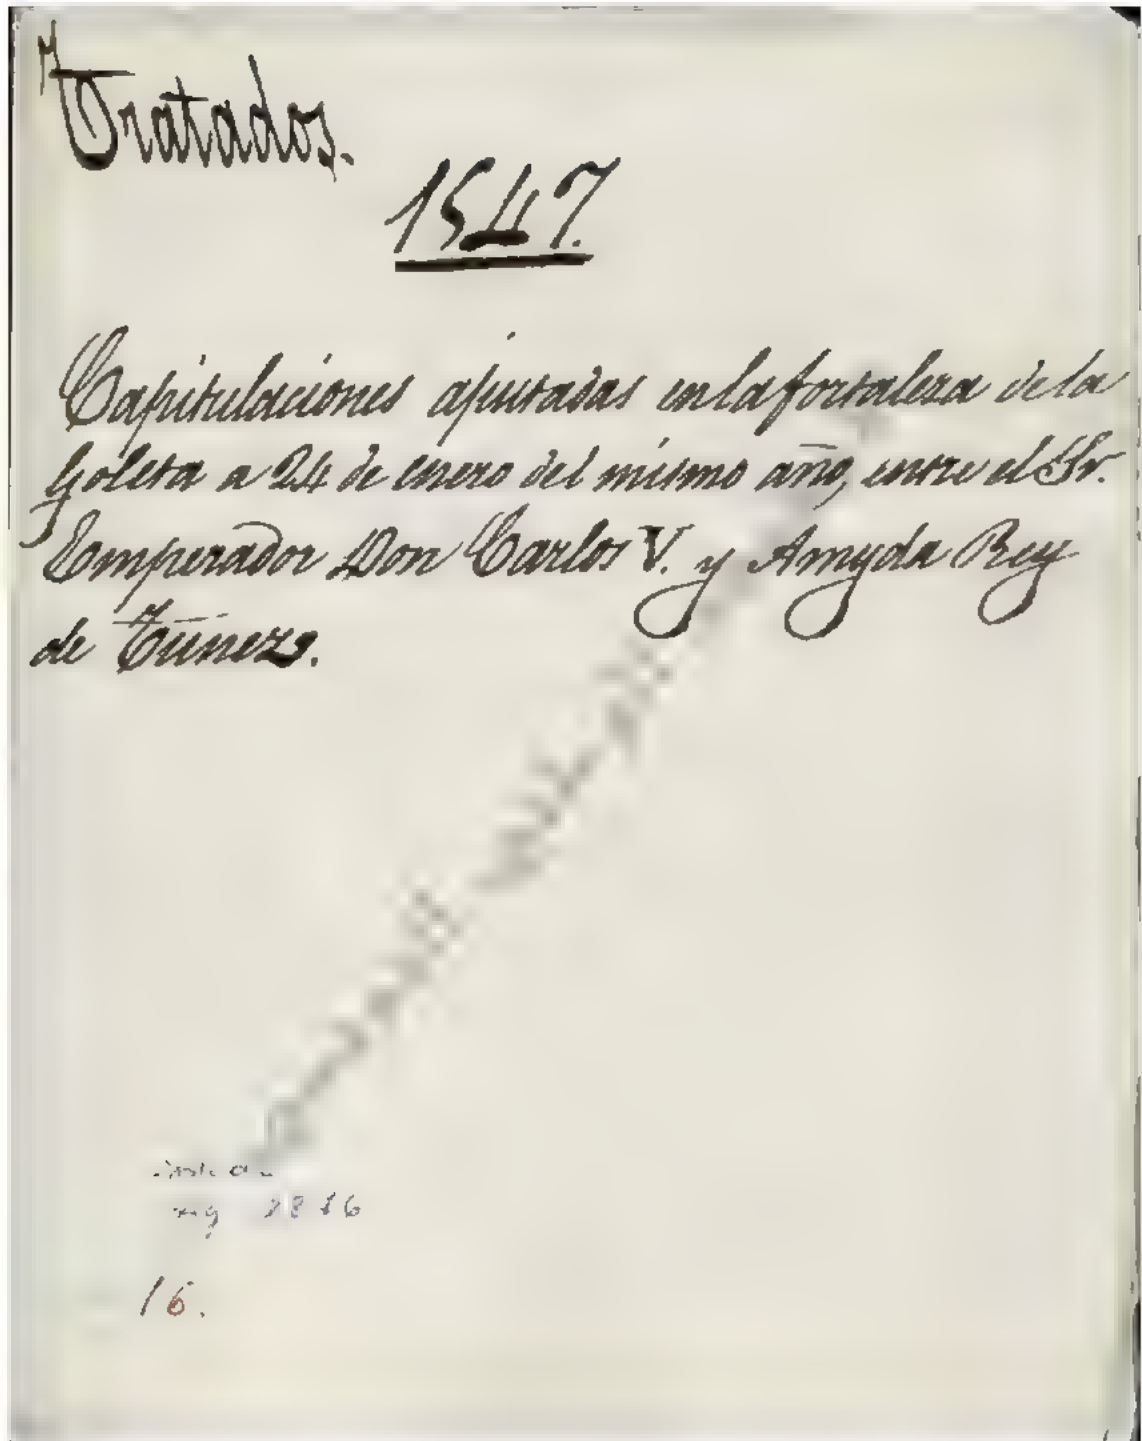 Tratados.
1547.
Capitulaciones ajustadas en la fortaleza de la
Goleta a 24 de enero del mismo año, entre el Sr.
Emperador Don Carlos V. y Amyda Rey
de Túnez.
16.